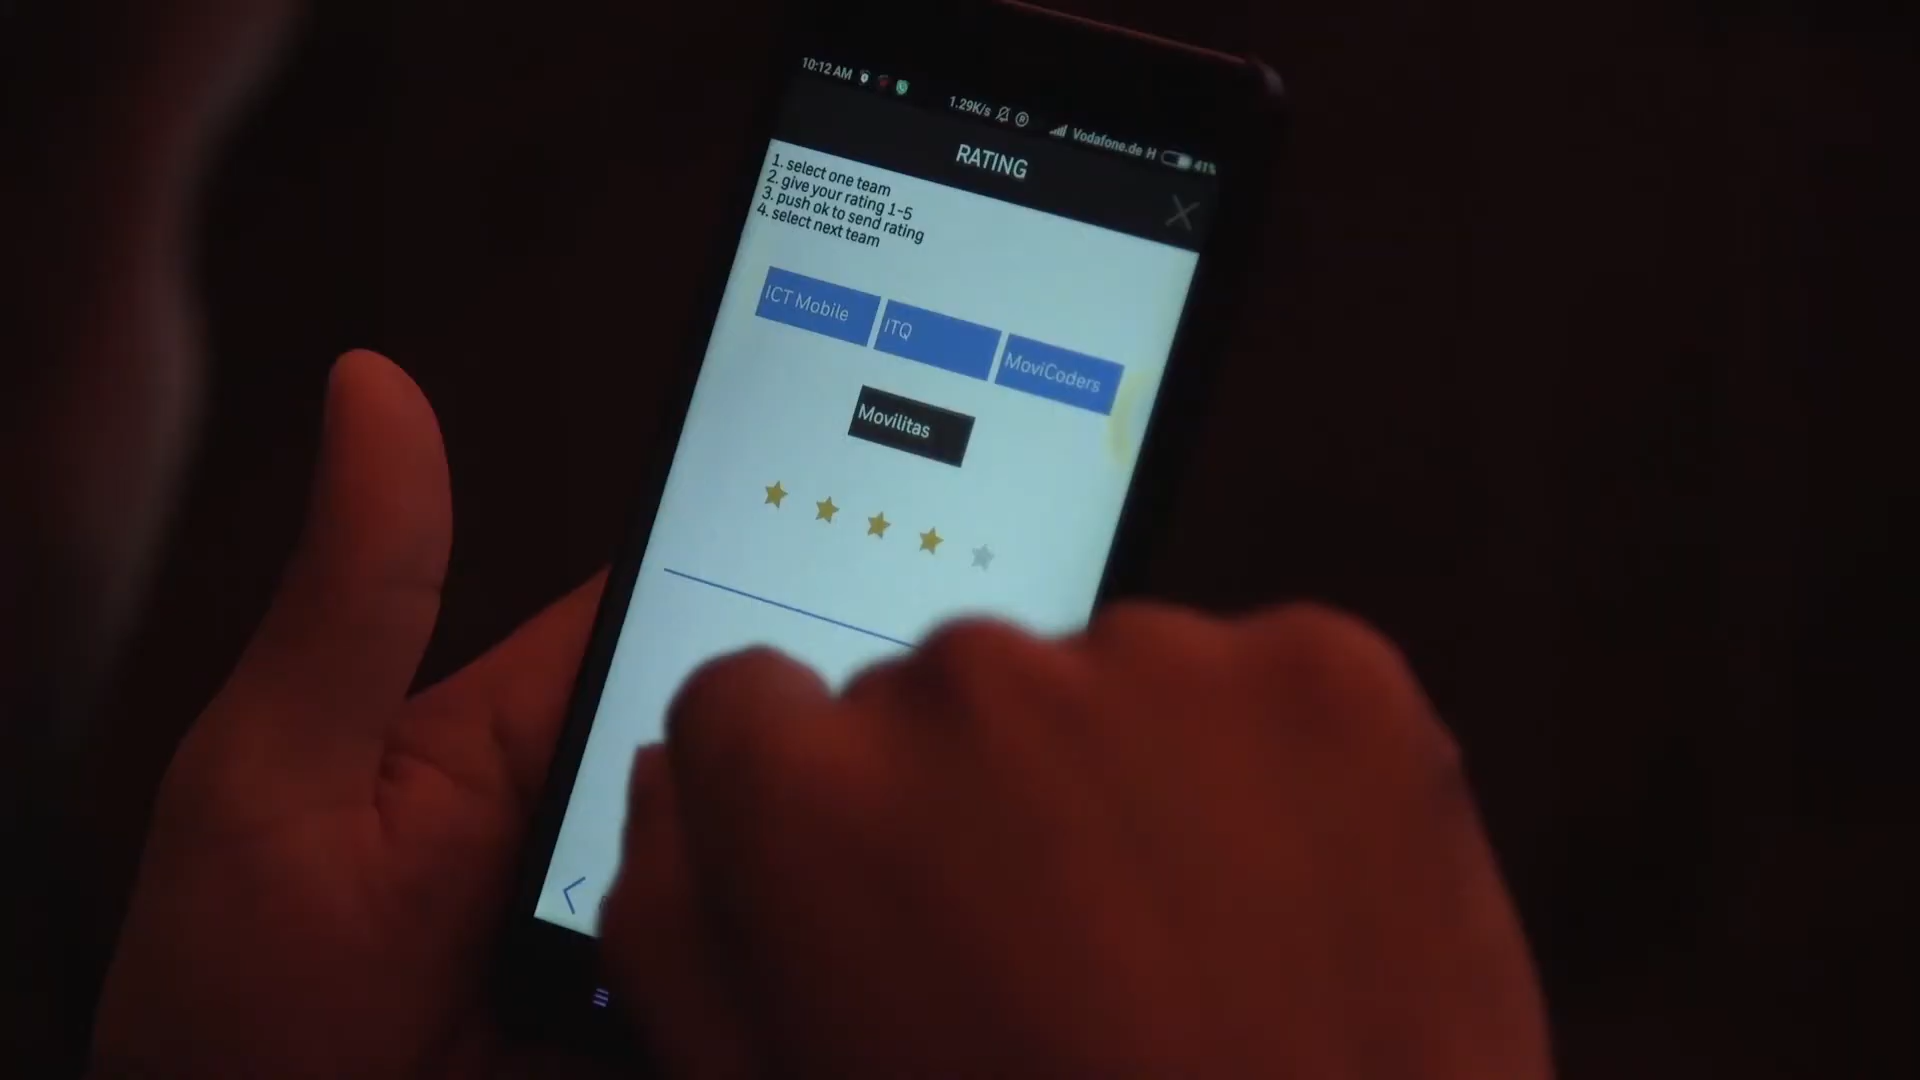 10:12 AM 1.29K/s Vodafone.de H 41%
RATING
1. select one team
2. give your rating 1-5
3. push ok to send rating
4. select next team
ICT Mobile ITQ MoviCoders
Movilitas